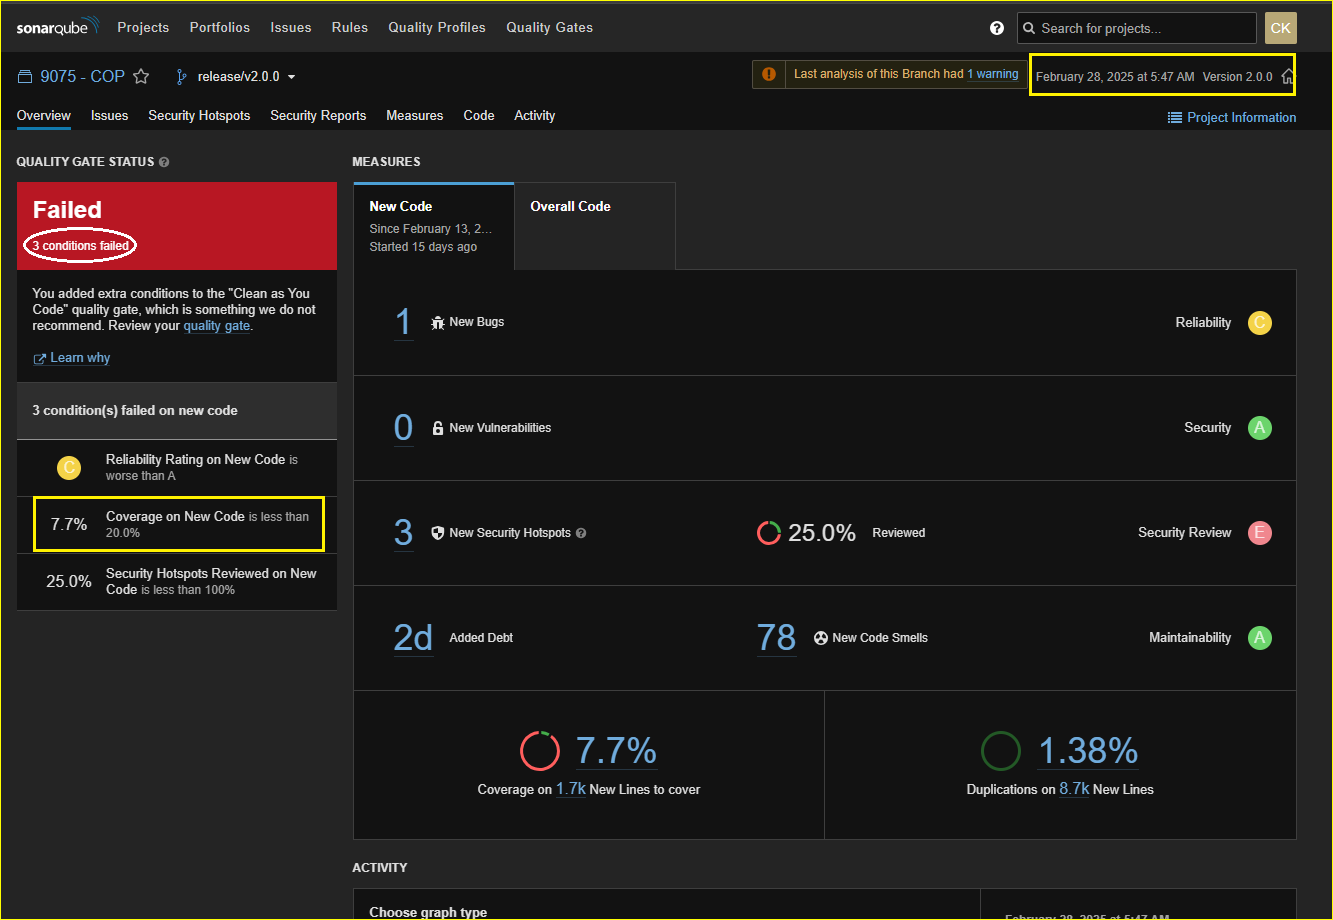 sonarqube Projects Portfolios Issues Rules Quality Profiles Quality Gates ? Search for projects... CK
9075 - COP release/v2.0.0 Last analysis of this Branch had 1 warning February 28, 2025 at 5:47 AM Version 2.0.0
Overview Issues Security Hotspots Security Reports Measures Code Activity Project Information
QUALITY GATE STATUS ?
Failed
3 conditions failed
You added extra conditions to the "Clean as You
Code" quality gate, which is something we do not
recommend. Review your quality gate.
Learn why
3 condition(s) failed on new code
C Reliability Rating on New Code is
worse than A
7.7% Coverage on New Code is less than
20.0%
25.0% Security Hotspots Reviewed on New
Code is less than 100%
MEASURES
New Code
Since February 13, 2...
Started 15 days ago
Overall Code
1 New Bugs Reliability C
0 New Vulnerabilities Security A
3 New Security Hotspots ? 25.0% Reviewed Security Review E
2d Added Debt 78 New Code Smells Maintainability A
7.7%
Coverage on 1.7k New Lines to cover
1.38%
Duplications on 8.7k New Lines
ACTIVITY
Choose graph type
February 28, 2025 at 5:47 AM